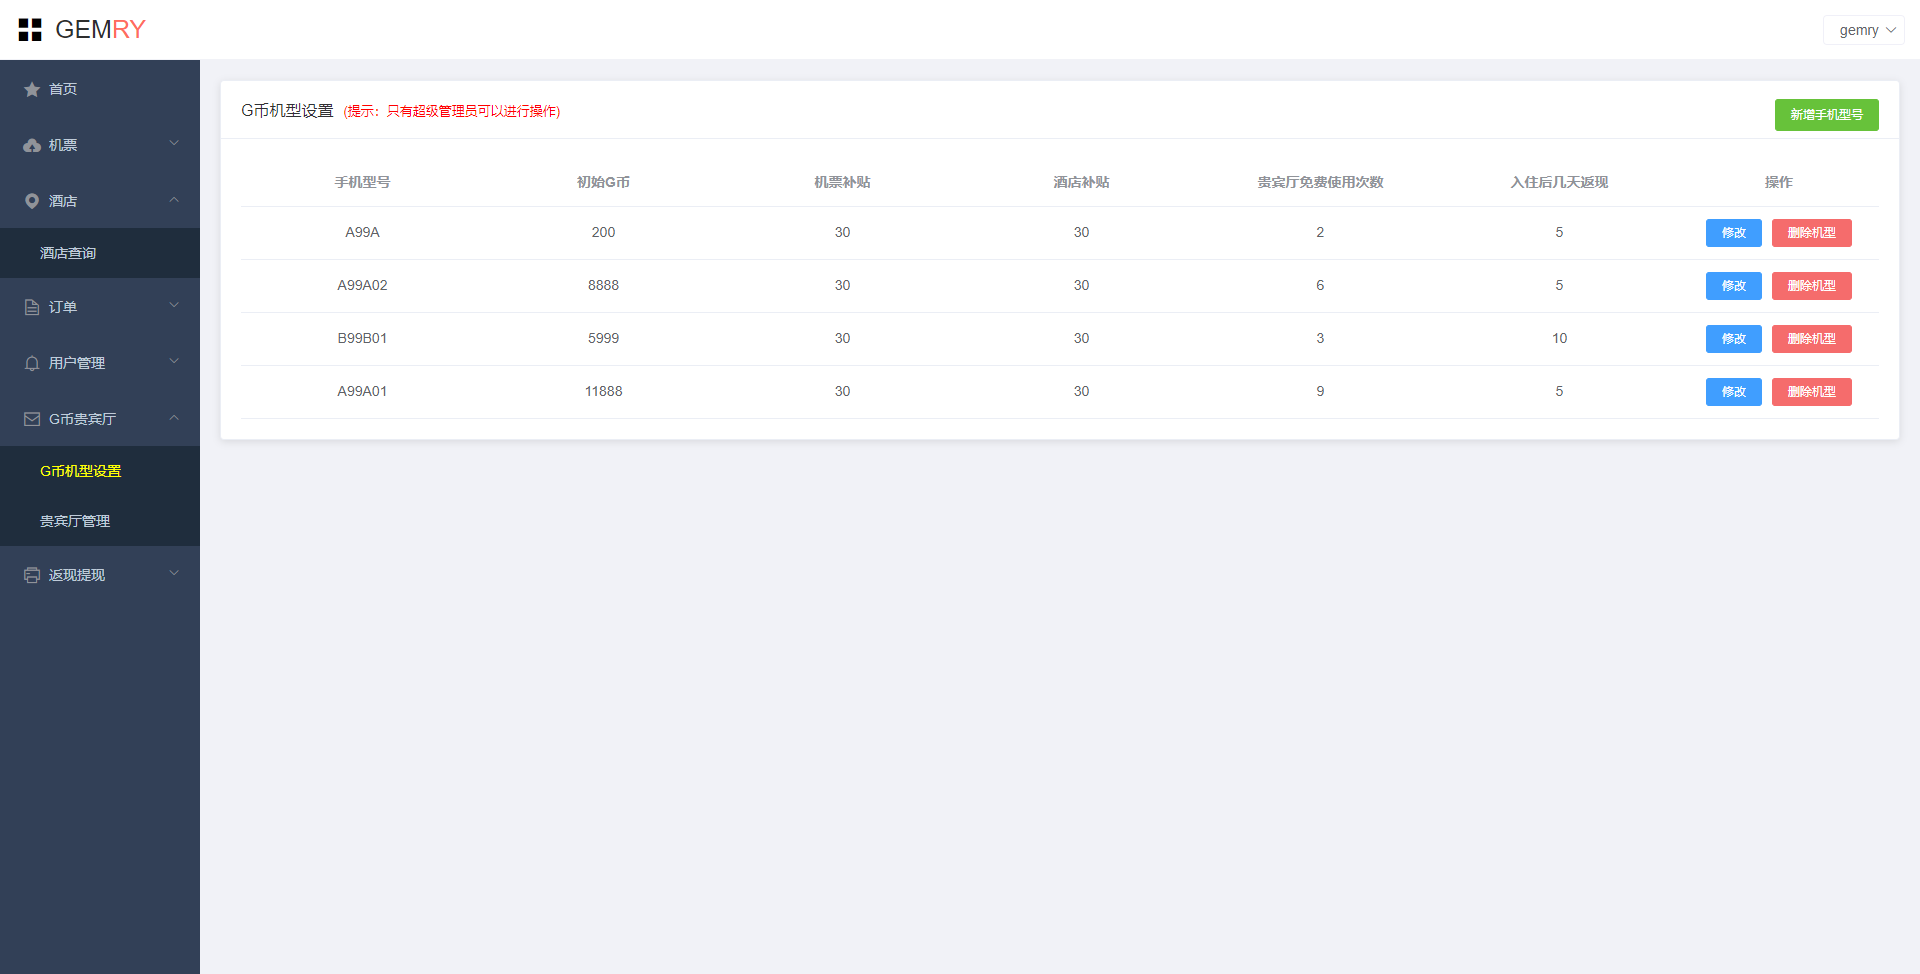 GEMRY
gemry
首页
机票
酒店
酒店查询
订单
用户管理
G币贵宾厅
G币机型设置
贵宾厅管理
返现提现
G币机型设置 (提示：只有超级管理员可以进行操作)
新增手机型号
手机型号 初始G币 机票补贴 酒店补贴 贵宾厅免费使用次数 入住后几天返现 操作
A99A 200 30 30 2 5 修改 删除机型
A99A02 8888 30 30 6 5 修改 删除机型
B99B01 5999 30 30 3 10 修改 删除机型
A99A01 11888 30 30 9 5 修改 删除机型